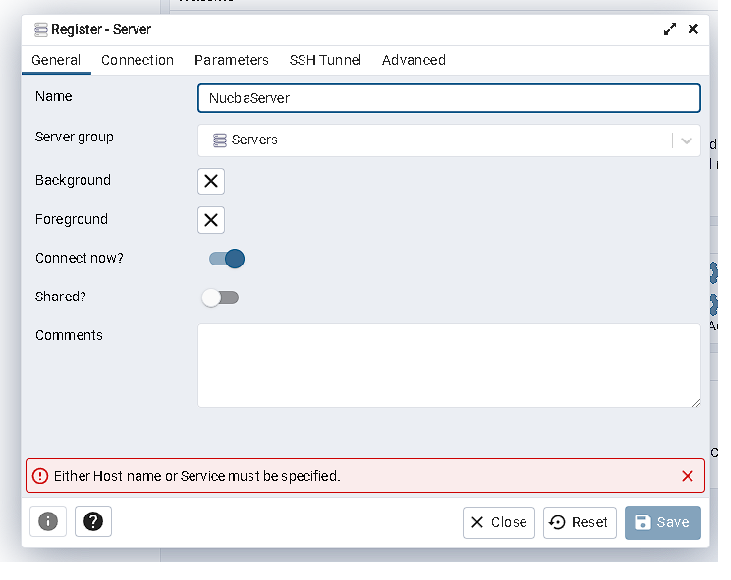 Register - Server
General Connection Parameters SSH Tunnel Advanced
Name NucbaServer
Server group Servers
Background
Foreground
Connect now?
Shared?
Comments
Either Host name or Service must be specified.
Close Reset Save